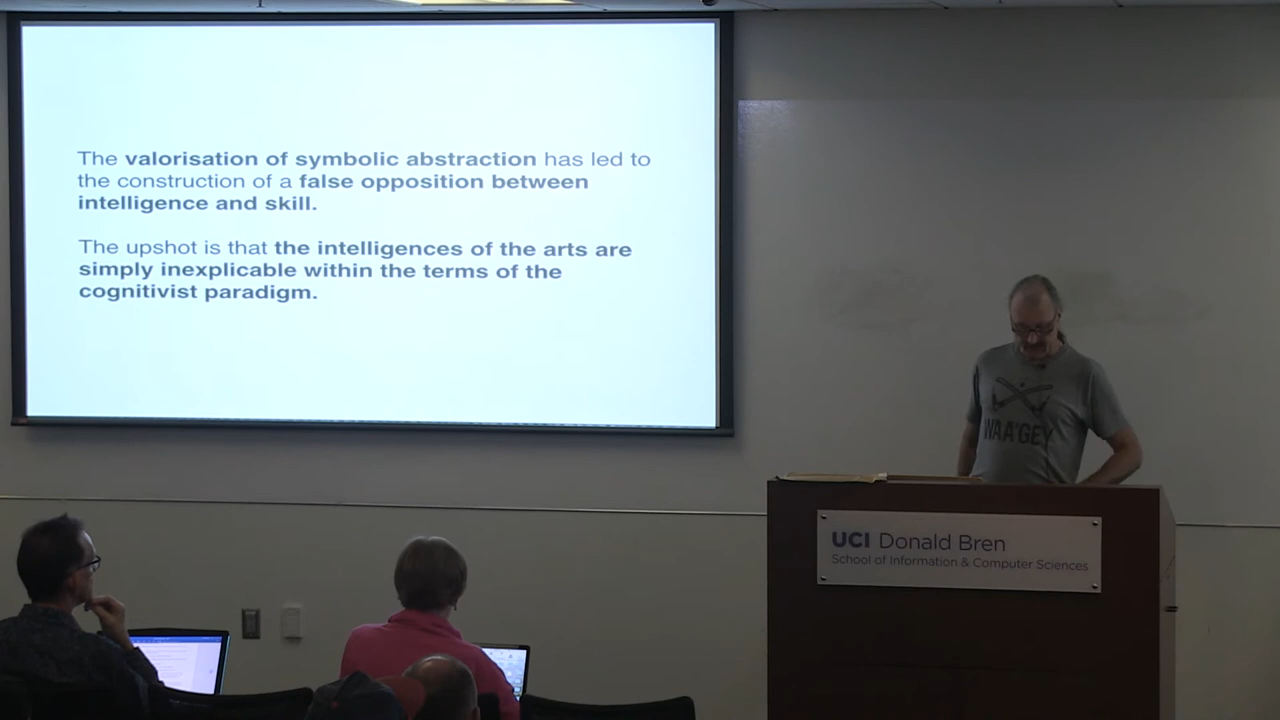 The valorisation of symbolic abstraction has led to
the construction of a false opposition between
intelligence and skill.
The upshot is that the intelligences of the arts are
simply inexplicable within the terms of the
cognitivist paradigm.
WAA'GEY
UCI Donald Bren
School of Information & Computer Sciences